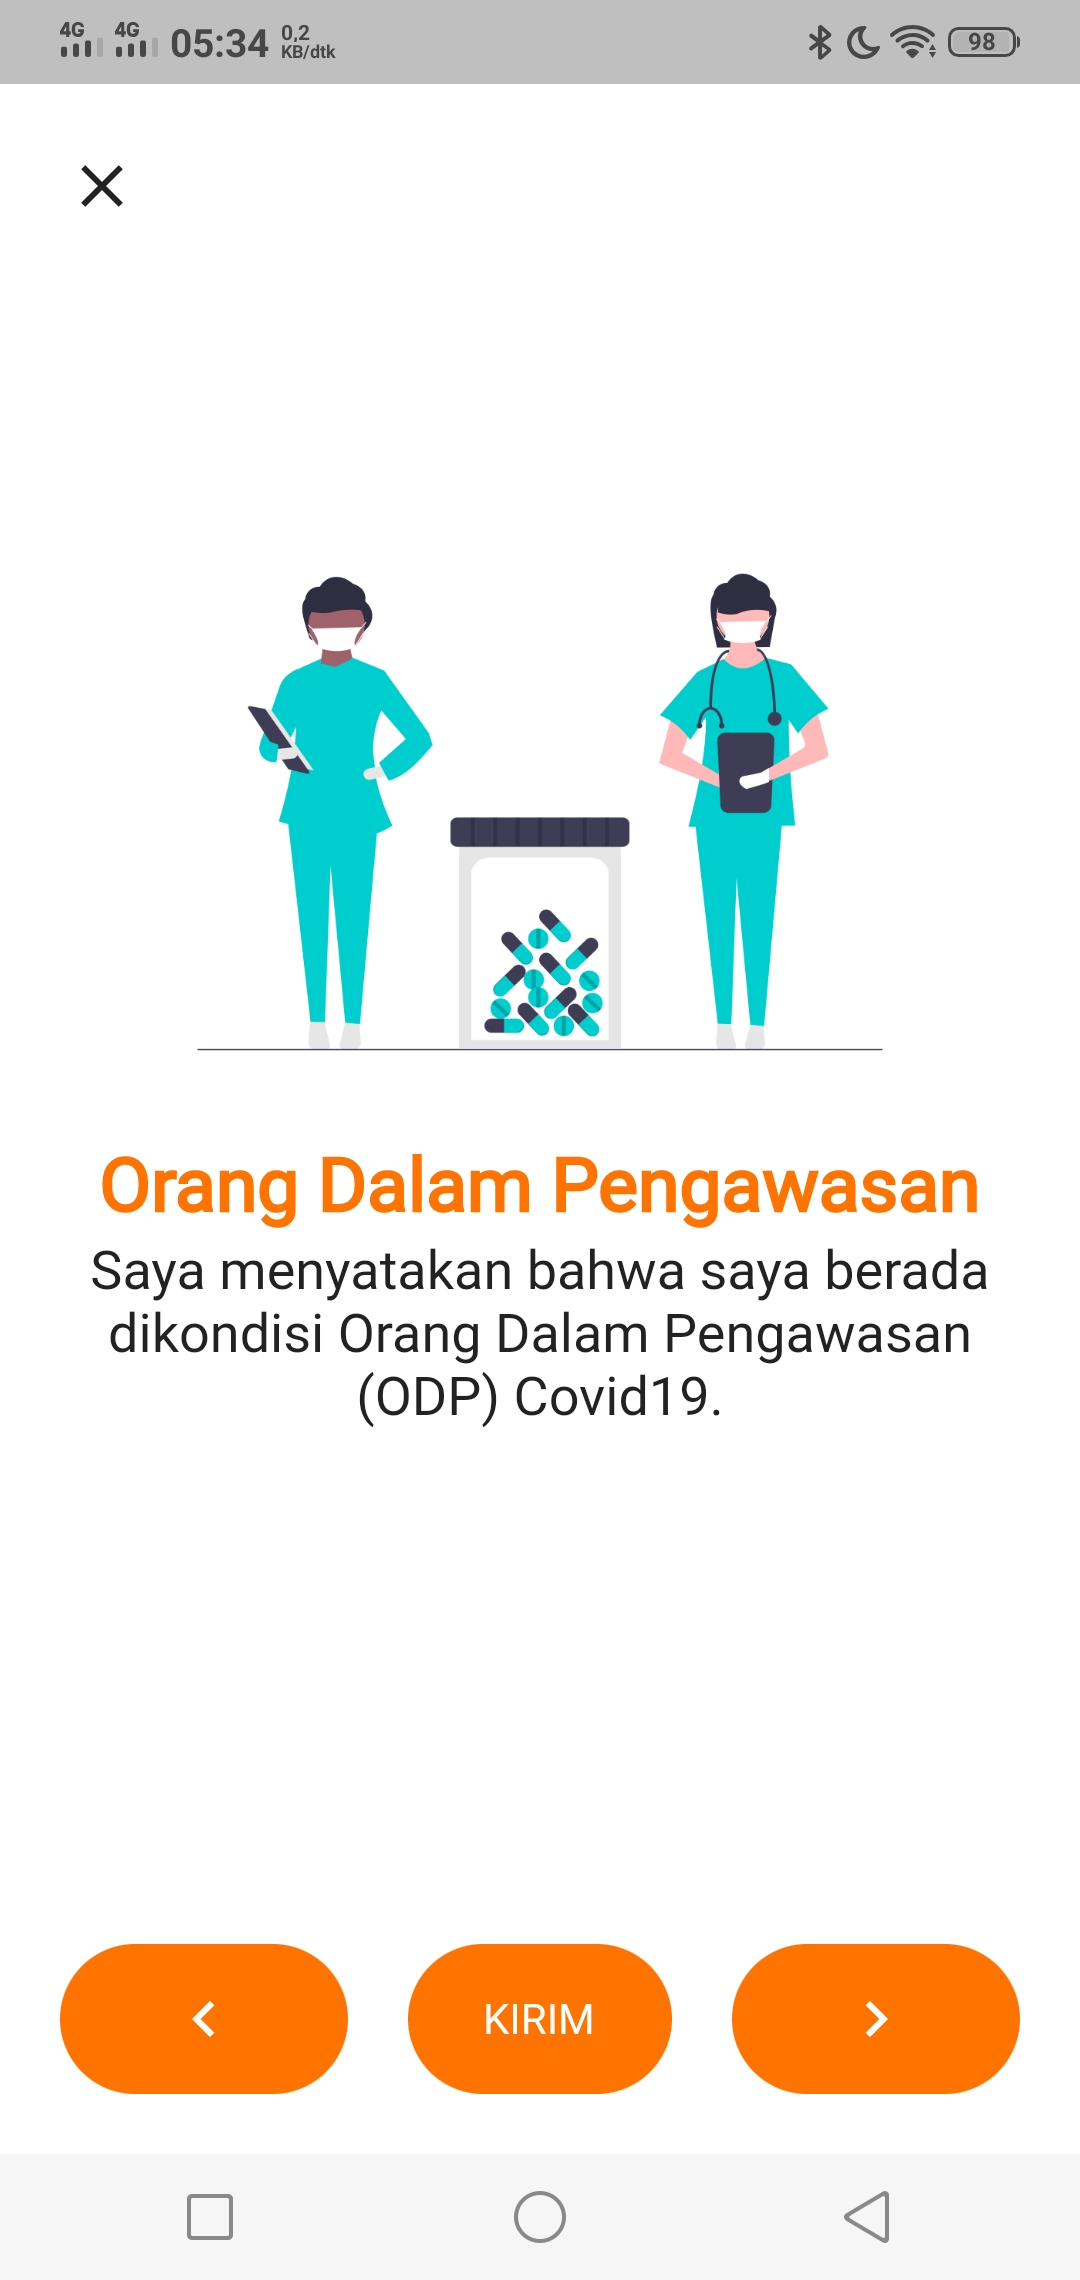 4G 4G 05:34 0,2 KB/dtk 98
Orang Dalam Pengawasan
Saya menyatakan bahwa saya berada
dikondisi Orang Dalam Pengawasan
(ODP) Covid19.
KIRIM